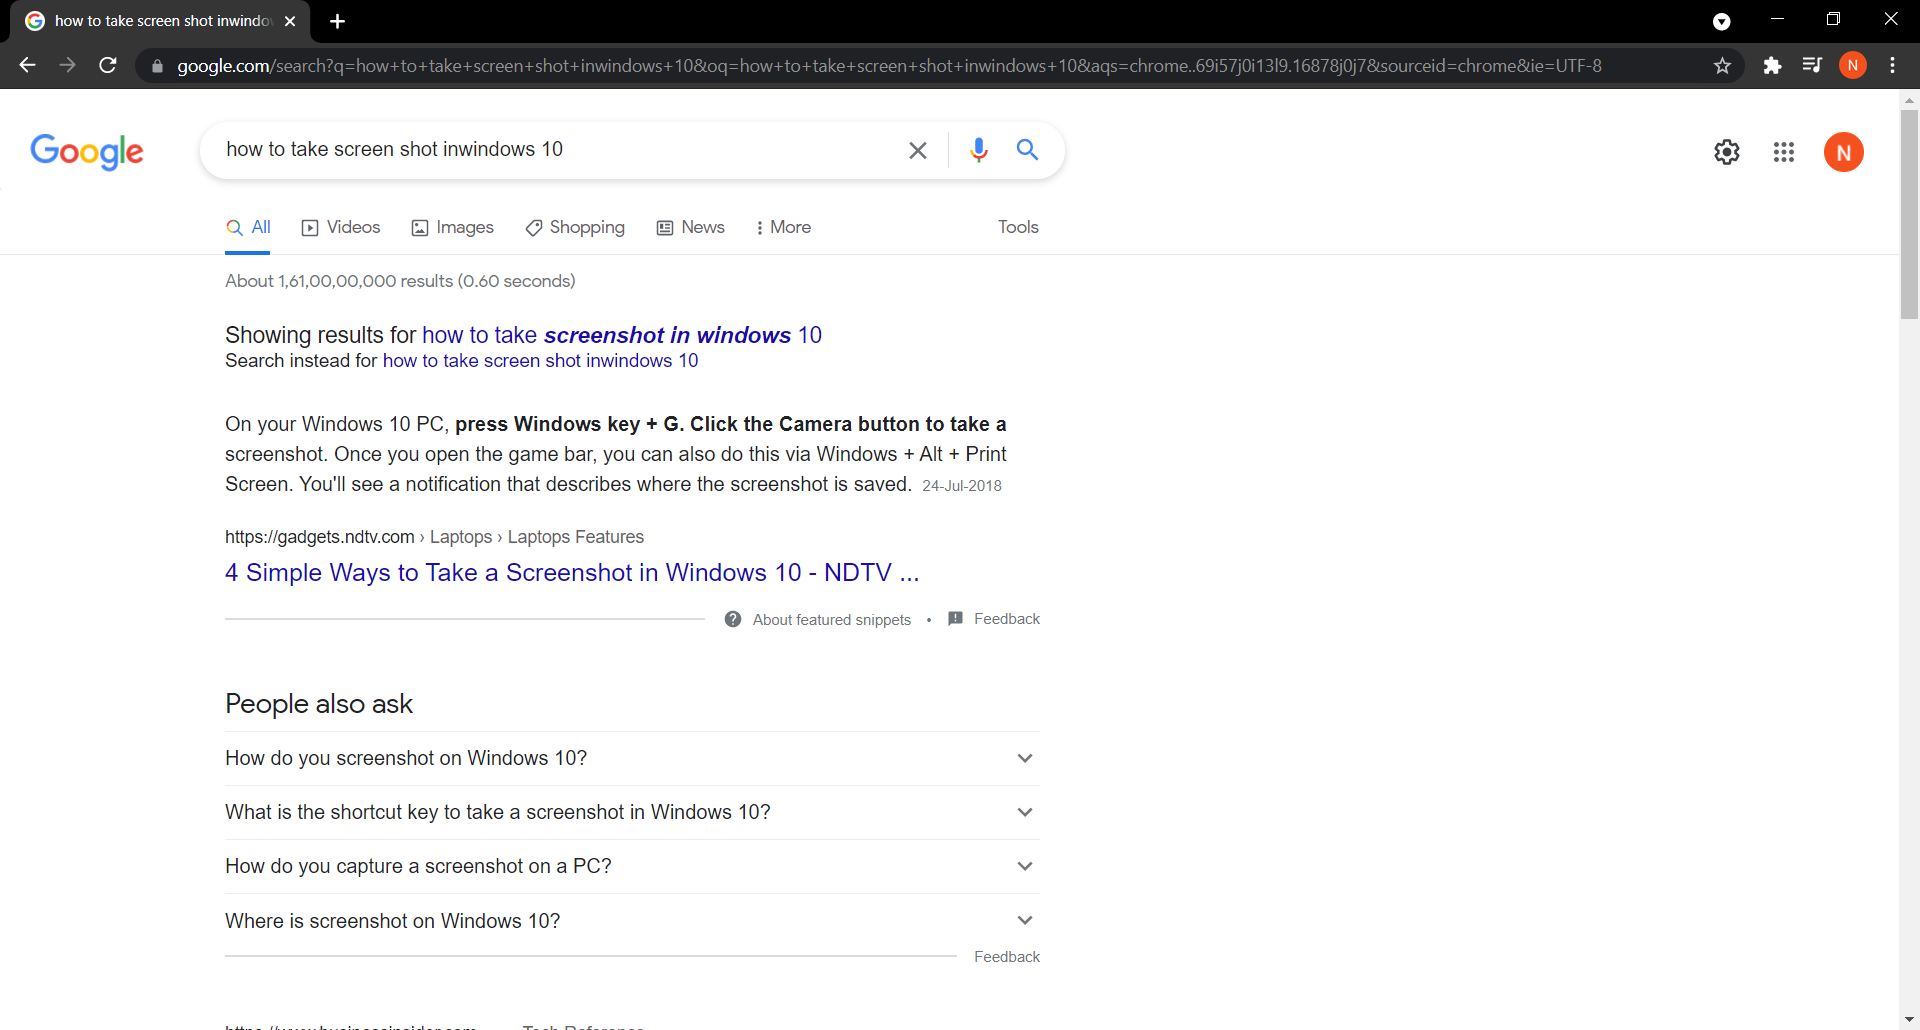 how to take screen shot inwindo
google.com/search?q=how+to+take+screen+shot+inwindows+10&oq=how+to+take+screen+shot+inwindows+10&aqs=chrome..69i57j0i13l9.16878j0j7&sourceid=chrome&ie=UTF-8
N
Google
how to take screen shot inwindows 10
N
All Videos Images Shopping News More Tools
About 1,61,00,00,000 results (0.60 seconds)
Showing results for how to take screenshot in windows 10
Search instead for how to take screen shot inwindows 10
On your Windows 10 PC, press Windows key + G. Click the Camera button to take a
screenshot. Once you open the game bar, you can also do this via Windows + Alt + Print
Screen. You'll see a notification that describes where the screenshot is saved. 24-Jul-2018
https://gadgets.ndtv.com › Laptops › Laptops Features
4 Simple Ways to Take a Screenshot in Windows 10 - NDTV ...
About featured snippets • Feedback
People also ask
How do you screenshot on Windows 10?
What is the shortcut key to take a screenshot in Windows 10?
How do you capture a screenshot on a PC?
Where is screenshot on Windows 10?
Feedback
https://www.businessinsider.com Tech Reference